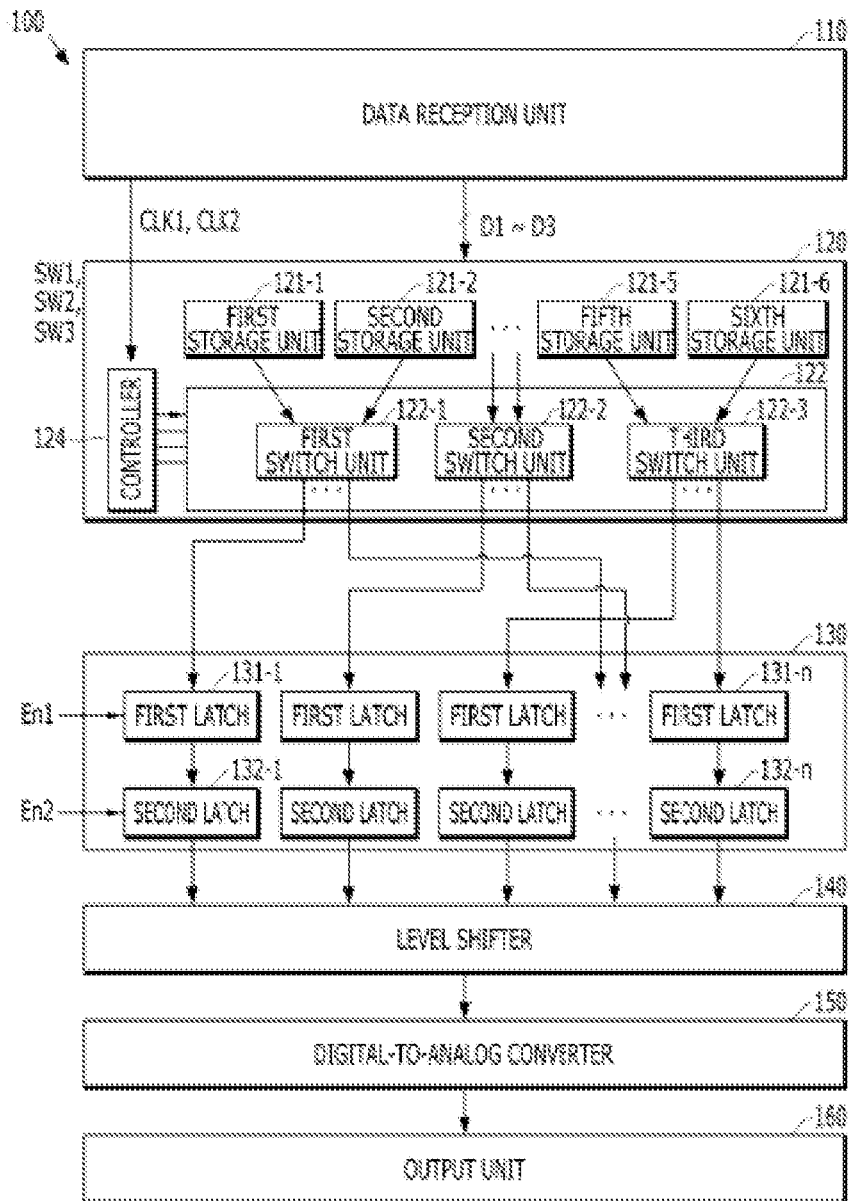 100
110
DATA RECEPTION UNIT
CLK1, CLK2
D1 ~ D3
120
SW1,
SW2,
SW3
121-1
121-2
121-5
121-6
FIRST
STORAGE UNIT
SECOND
STORAGE UNIT
...
FIFTH
STORAGE UNIT
SIXTH
STORAGE UNIT
122
CONTROLLER
124
122-1
122-2
122-3
FIRST
SWITCH UNIT
SECOND
SWITCH UNIT
THIRD
SWITCH UNIT
...
...
...
130
131-1
131-n
En1
FIRST LATCH
FIRST LATCH
FIRST LATCH
...
FIRST LATCH
132-1
132-n
En2
SECOND LATCH
SECOND LATCH
SECOND LATCH
...
SECOND LATCH
140
LEVEL SHIFTER
150
DIGITAL-TO-ANALOG CONVERTER
160
OUTPUT UNIT